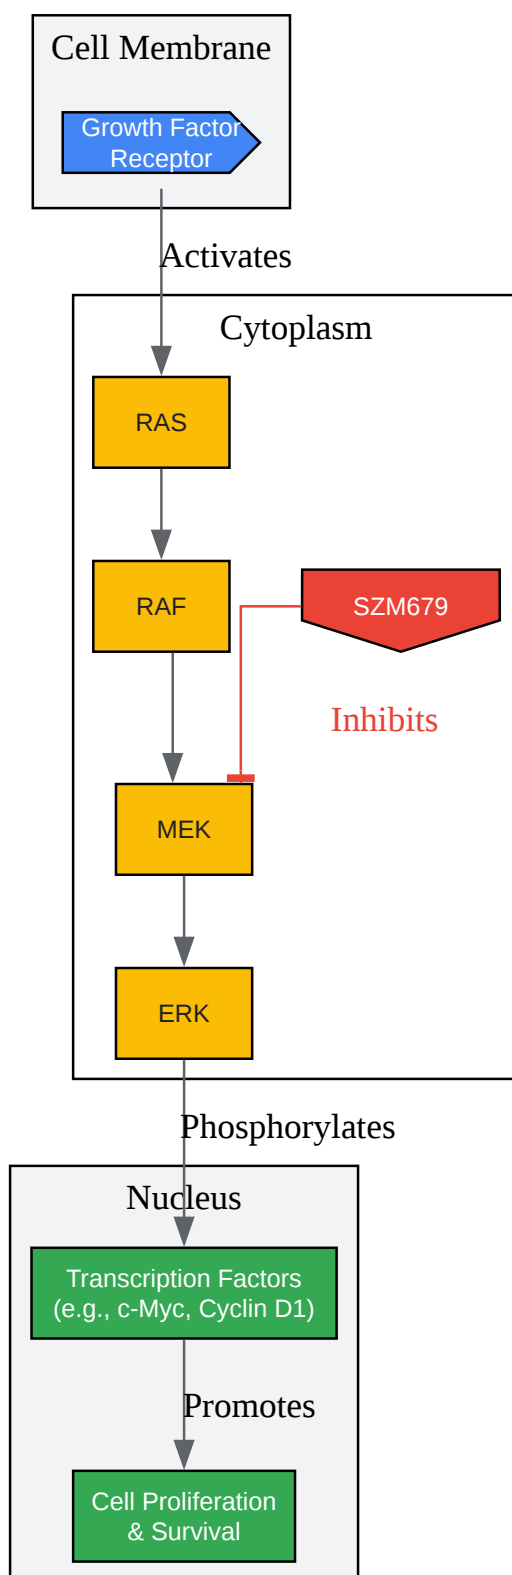 Cell Membrane
Growth Factor
Receptor
Activates
Cytoplasm
RAS
RAF
SZM679
Inhibits
MEK
ERK
Phosphorylates
Nucleus
Transcription Factors
(e.g., c-Myc, Cyclin D1)
Promotes
Cell Proliferation
& Survival